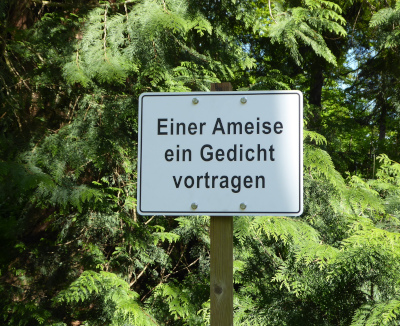 Einer Ameise
ein Gedicht
vortragen